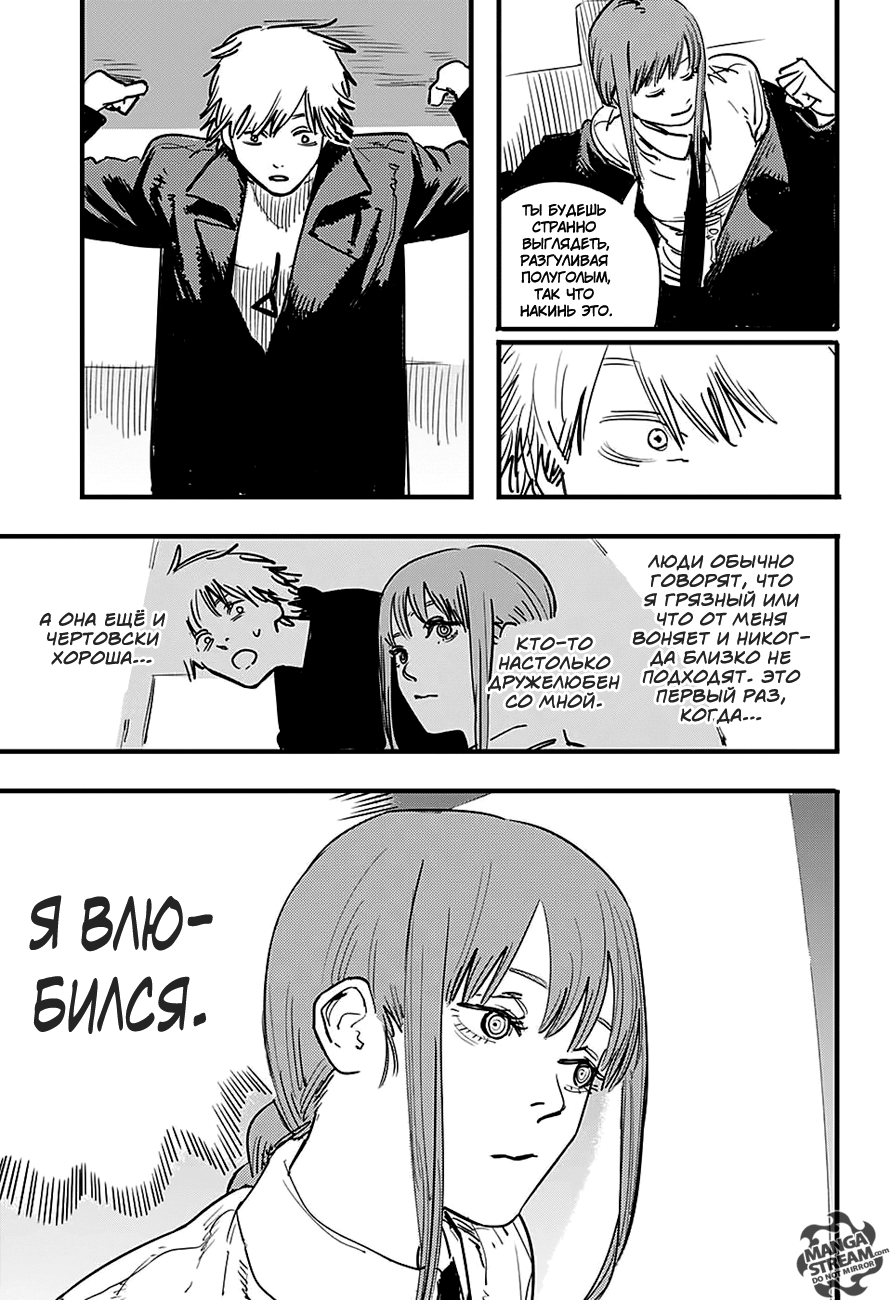 ТЫ БУДЕШЬ
СТРАННО
ВЫГЛЯДЕТЬ,
РАЗГУЛИВАЯ
ПОЛУГОЛЫМ,
ТАК ЧТО
НАКИНЬ ЭТО.
ЛЮДИ ОБЫЧНО
ГОВОРЯТ, ЧТО
Я ГРЯЗНЫЙ ИЛИ
ЧТО ОТ МЕНЯ
ВОНЯЕТ И НИКОГ-
ДА БЛИЗКО НЕ
ПОДХОДЯТ. ЭТО
ПЕРВЫЙ РАЗ,
КОГДА...
КТО-ТО
НАСТОЛЬКО
ДРУЖЕЛЮБЕН
СО МНОЙ.
А ОНА ЕЩЁ И
ЧЕРТОВСКИ
ХОРОША...
Я ВЛЮ-
БИЛСЯ.
MANGA
STREAM.com
DO NOT MIRROR!